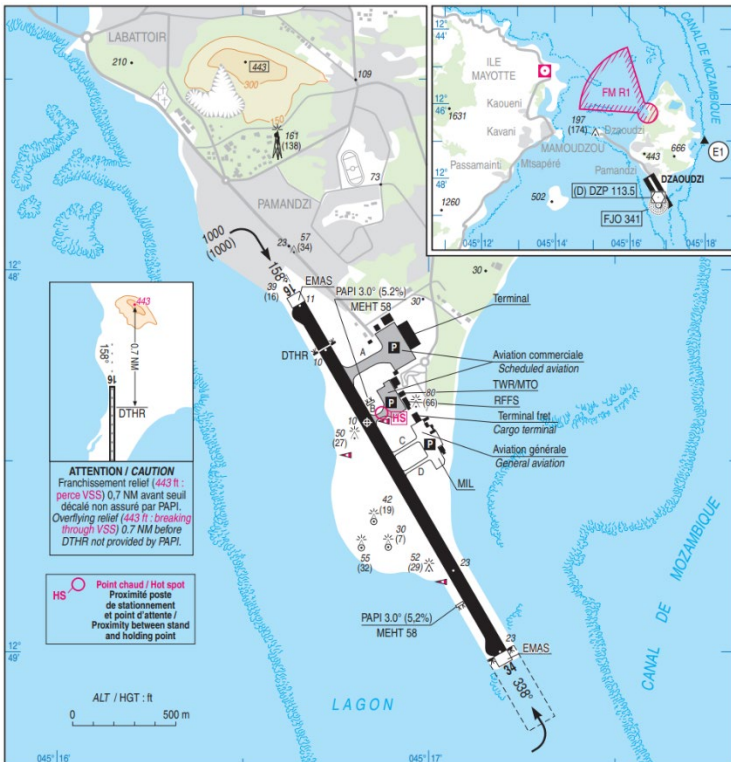 LABATTOIR
210
443
300
109
150
161
(138)
73
PAMANDZI
57
23
(34)
1000
(1000)
158°
16
39
(16)
EMAS
11
PAPI 3.0° (5.2%)
MEHT 58
30
30
DTHR
10
A
P
Terminal
Aviation commerciale
Scheduled aviation
TWR/MTO
RFFS
80
(66)
P
B
HS
10
50
(27)
Terminal fret
Cargo terminal
Aviation générale
General aviation
C
P
D
MIL
42
(19)
30
(7)
55
(32)
52
(29)
23
PAPI 3.0° (5,2%)
MEHT 58
23
EMAS
34
338°
LAGON
CANAL DE MOZAMBIQUE
443
0.7 NM
158°
16
DTHR
ATTENTION / CAUTION
Franchissement relief (443 ft :
perce VSS) 0,7 NM avant seuil
décalé non assuré par PAPI.
Overflying relief (443 ft : breaking
through VSS) 0.7 NM before
DTHR not provided by PAPI.
HS
Point chaud / Hot spot
Proximité poste
de stationnement
et point d'attente /
Proximity between stand
and holding point
ALT / HGT : ft
0 500 m
12°
48'
12°
49'
045° 16'
045° 17'
12°
44'
12°
46'
12°
48'
ILE
MAYOTTE
CANAL DE MOZAMBIQUE
FM R1
Kaoueni
1631
Kavani
197
(174)
Dzaoudzi
MAMOUDZOU
Passamainti
Mtsapéré
666
443
E1
Pamandzi
DZAOUDZI
(D) DZP 113.5
1260
502
FJO 341
045° 12'
045° 14'
045° 16'
045° 18'